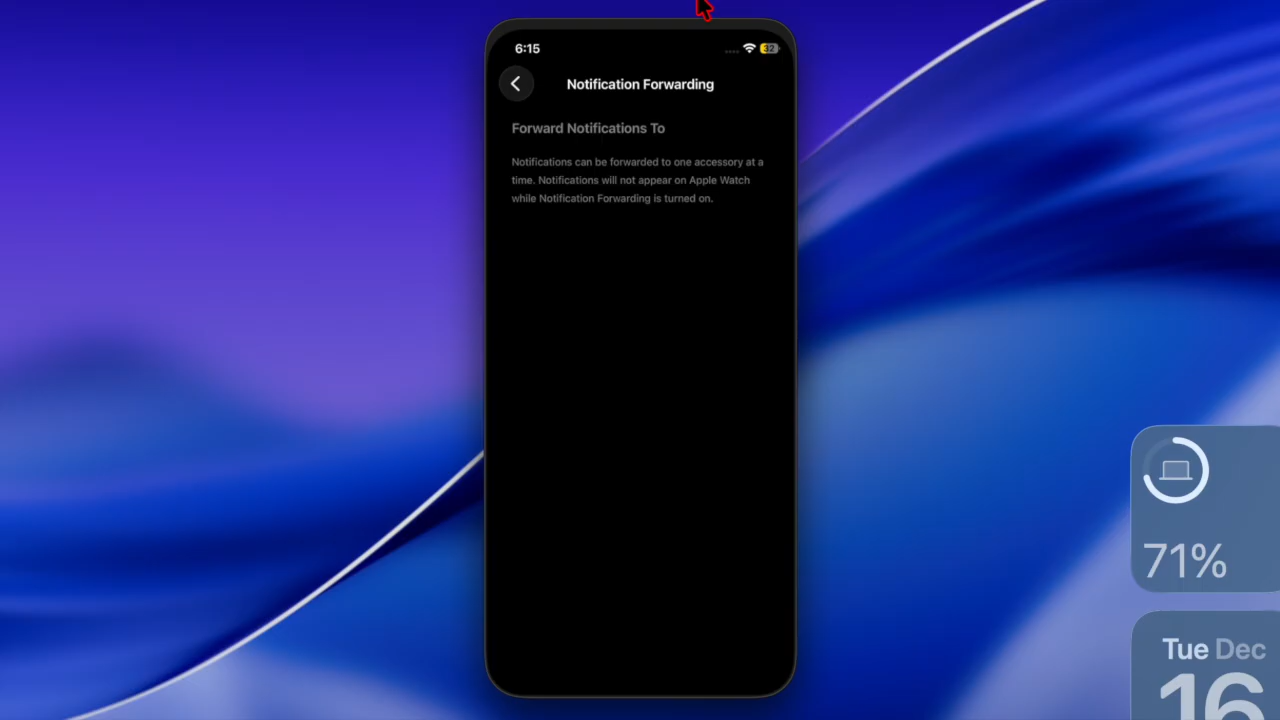 6:15
32
Notification Forwarding
Forward Notifications To
Notifications can be forwarded to one accessory at a
time. Notifications will not appear on Apple Watch
while Notification Forwarding is turned on.
71%
Tue Dec
16